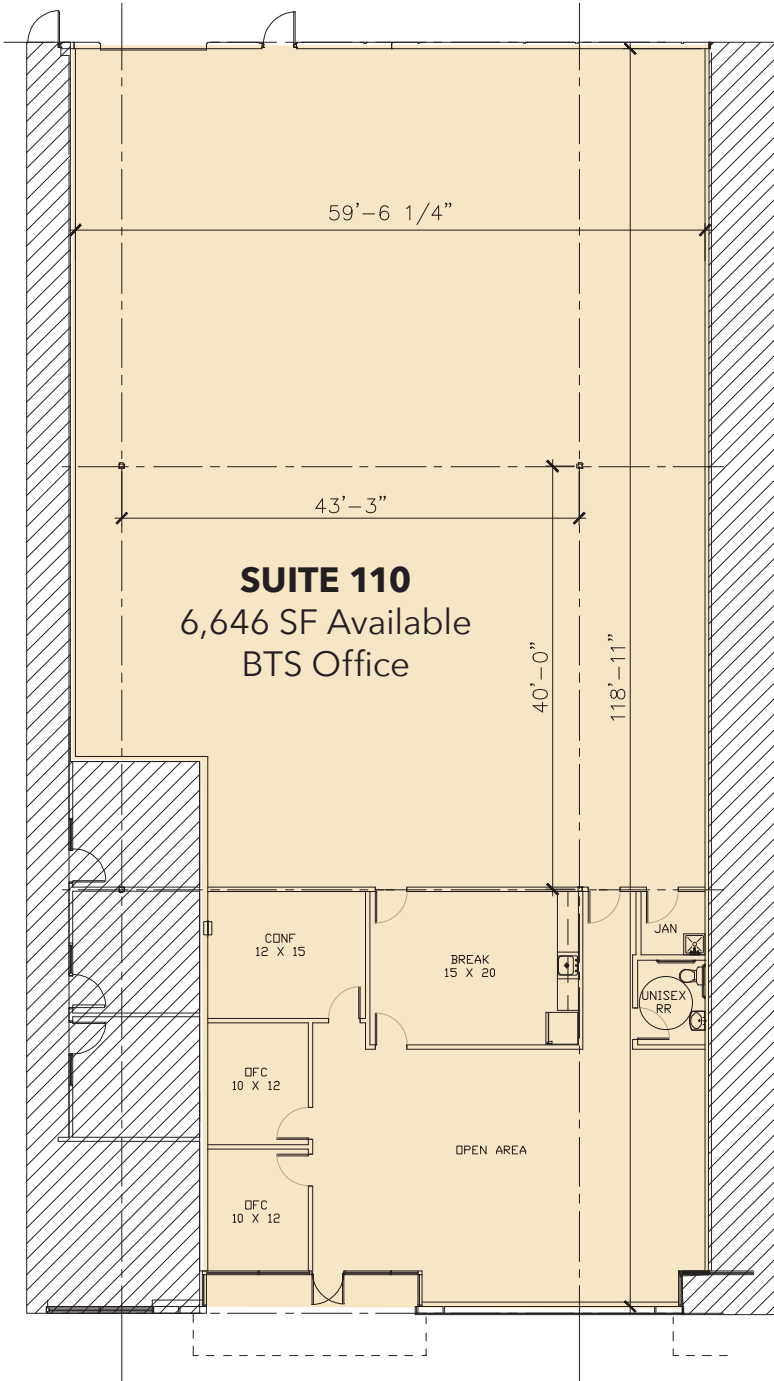 59'-6 1/4"
43'-3"
SUITE 110
6,646 SF Available
BTS Office
40'-0"
118'-11"
CONF
12 X 15
BREAK
15 X 20
JAN
UNISEX
RR
OFC
10 X 12
OPEN AREA
OFC
10 X 12